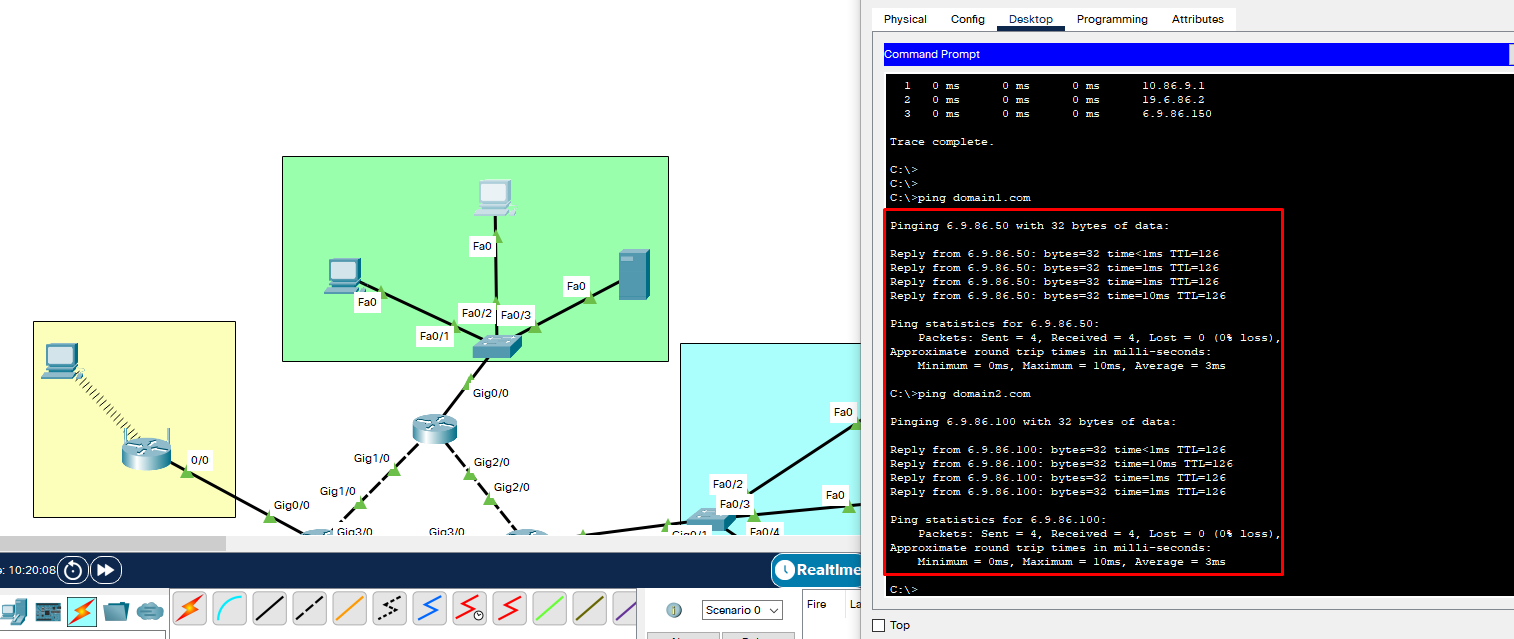 Physical Config Desktop Programming Attributes
Command Prompt
1 0 ms 0 ms 0 ms 10.86.9.1
2 0 ms 0 ms 0 ms 19.6.86.2
3 0 ms 0 ms 0 ms 6.9.86.150
Trace complete.
C:\>
C:\>
C:\>ping domain1.com
Pinging 6.9.86.50 with 32 bytes of data:
Reply from 6.9.86.50: bytes=32 time<1ms TTL=126
Reply from 6.9.86.50: bytes=32 time=1ms TTL=126
Reply from 6.9.86.50: bytes=32 time=1ms TTL=126
Reply from 6.9.86.50: bytes=32 time=10ms TTL=126
Ping statistics for 6.9.86.50:
Packets: Sent = 4, Received = 4, Lost = 0 (0% loss),
Approximate round trip times in milli-seconds:
Minimum = 0ms, Maximum = 10ms, Average = 3ms
C:\>ping domain2.com
Pinging 6.9.86.100 with 32 bytes of data:
Reply from 6.9.86.100: bytes=32 time<1ms TTL=126
Reply from 6.9.86.100: bytes=32 time=10ms TTL=126
Reply from 6.9.86.100: bytes=32 time=1ms TTL=126
Reply from 6.9.86.100: bytes=32 time=1ms TTL=126
Ping statistics for 6.9.86.100:
Packets: Sent = 4, Received = 4, Lost = 0 (0% loss),
Approximate round trip times in milli-seconds:
Minimum = 0ms, Maximum = 10ms, Average = 3ms
C:\>
Top
Fa0
Fa0
Fa0
Fa0/2 Fa0/3
Fa0/1
Gig0/0
Fa0
0/0
Gig1/0
Gig2/0
Gig1/0
Gig2/0
Gig0/0
Gig3/0
Gig3/0
Fa0/2
Fa0/3
Fa0
Gig0/1
Fa0/4
: 10:20:08
Realtime
Scenario 0
Fire La